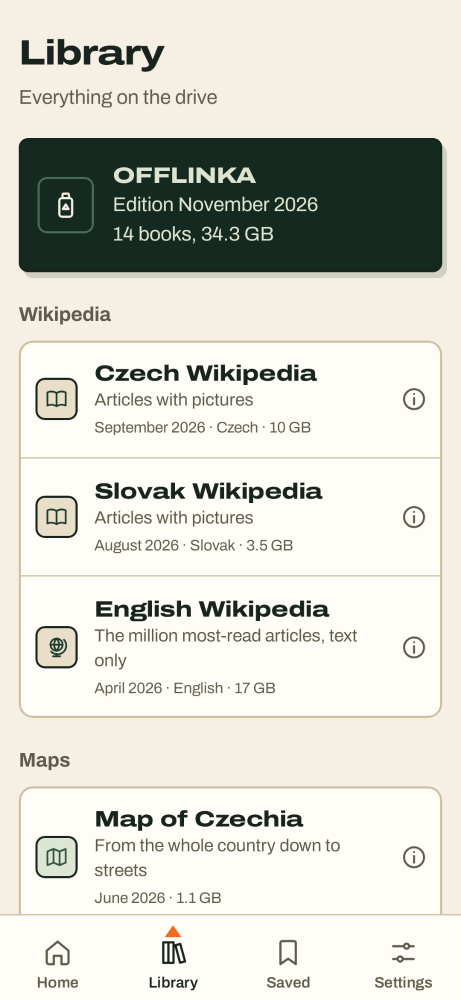 Library
Everything on the drive
OFFLINKA
Edition November 2026
14 books, 34.3 GB
Wikipedia
Czech Wikipedia
Articles with pictures
September 2026 · Czech · 10 GB
Slovak Wikipedia
Articles with pictures
August 2026 · Slovak · 3.5 GB
English Wikipedia
The million most-read articles, text
only
April 2026 · English · 17 GB
Maps
Map of Czechia
From the whole country down to
streets
June 2026 · 1.1 GB
Home
Library
Saved
Settings